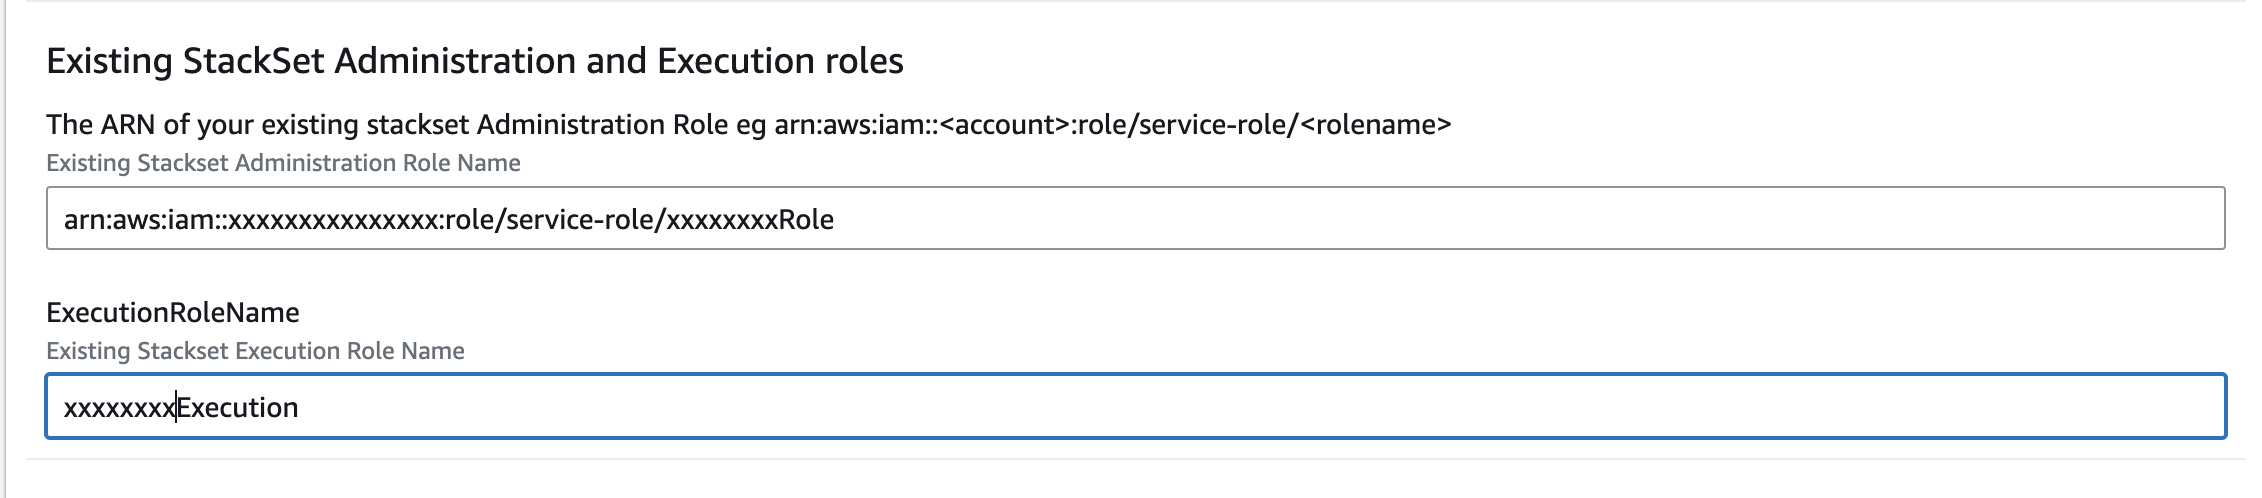 Existing StackSet Administration and Execution roles
The ARN of your existing stackset Administration Role eg arn:aws:iam::<account>:role/service-role/<rolename>
Existing Stackset Administration Role Name
arn:aws:iam::xxxxxxxxxxxxxxx:role/service-role/xxxxxxxxRole
ExecutionRoleName
Existing Stackset Execution Role Name
xxxxxxxxExecution